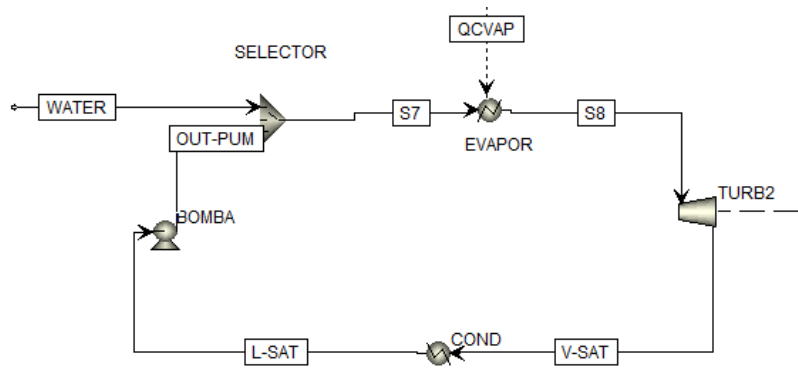 QCVAP
SELECTOR
WATER
S7
S8
OUT-PUM
EVAPOR
TURB2
BOMBA
COND
L-SAT
V-SAT